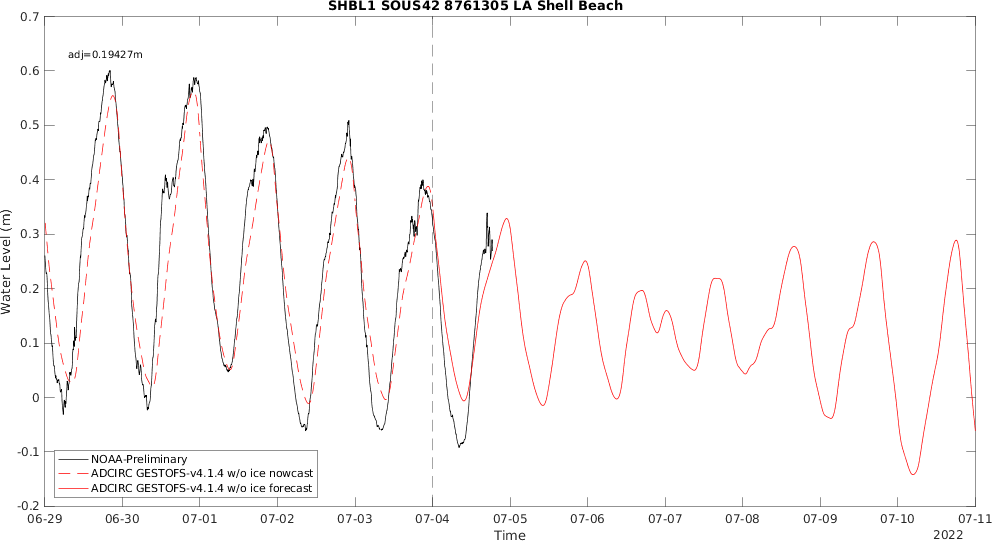 SHBL1 SOUS42 8761305 LA Shell Beach
adj=0.19427m
0.7
0.6
0.5
0.4
0.3
0.2
0.1
0
-0.1
-0.2
Water Level (m)
NOAA-Preliminary
ADCIRC GESTOFS-v4.1.4 w/o ice nowcast
ADCIRC GESTOFS-v4.1.4 w/o ice forecast
06-29 06-30 07-01 07-02 07-03 07-04 07-05 07-06 07-07 07-08 07-09 07-10 07-11
Time
2022